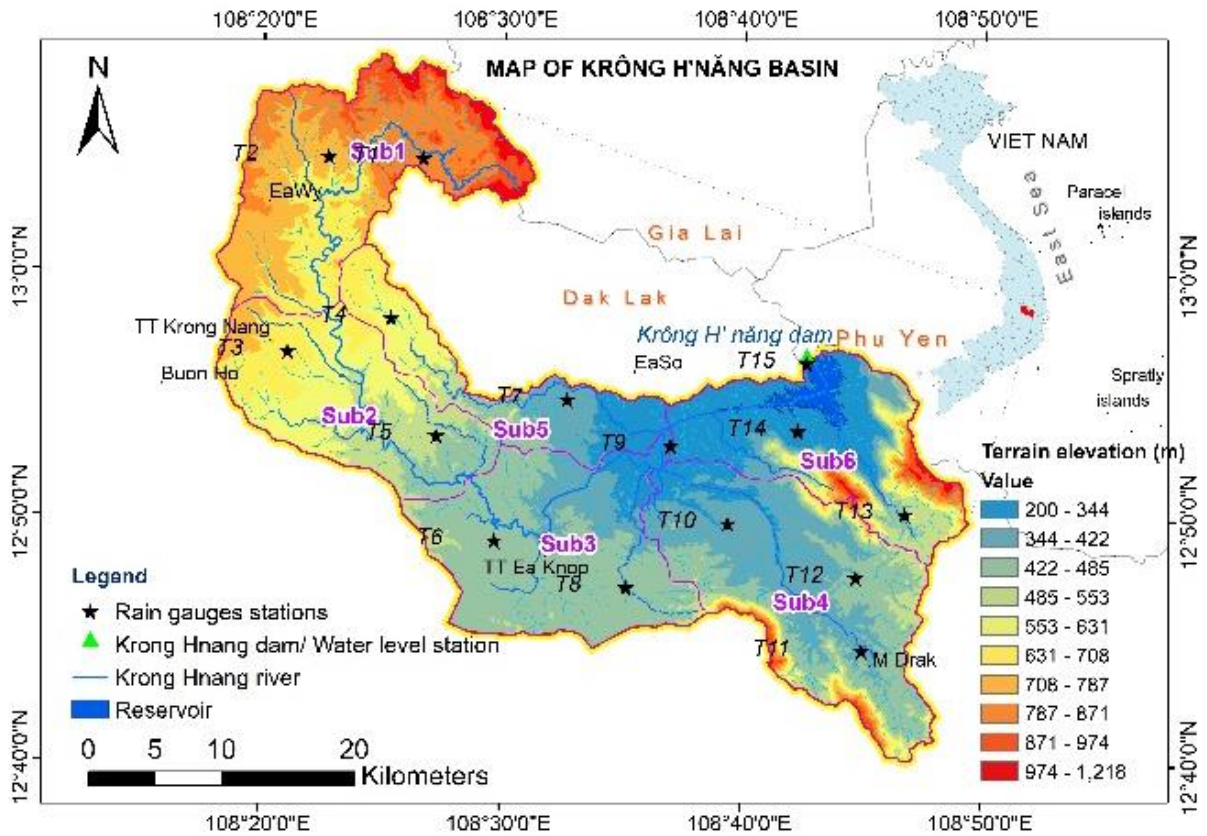 108°20'0"E 108°30'0"E 108°40'0"E 108°50'0"E
N
MAP OF KRÔNG H'NĂNG BASIN
VIET NAM
T2
T1
Sub1
EaWy
Paracel
islands
East Sea
Gia Lai
13°0'0"N
13°0'0"N
Dak Lak
T4
TT Krong Nang
T3
Buon Ho
Krông H' năng dam
Phu Yen
EaSo
T15
Spratly
islands
T7
Sub2
T5
Sub5
T9
T14
Sub6
T13
12°50'0"N
12°50'0"N
T10
T6
Sub3
TT Ea Knop
T8
T12
Sub4
T11
M Drak
Terrain elevation (m)
Value
200 - 344
344 - 422
422 - 485
485 - 553
553 - 631
631 - 708
708 - 787
787 - 871
871 - 974
974 - 1,218
Legend
Rain gauges stations
Krong Hnang dam/ Water level station
Krong Hnang river
Reservoir
0 5 10 20
Kilometers
12°40'0"N
12°40'0"N
108°20'0"E 108°30'0"E 108°40'0"E 108°50'0"E